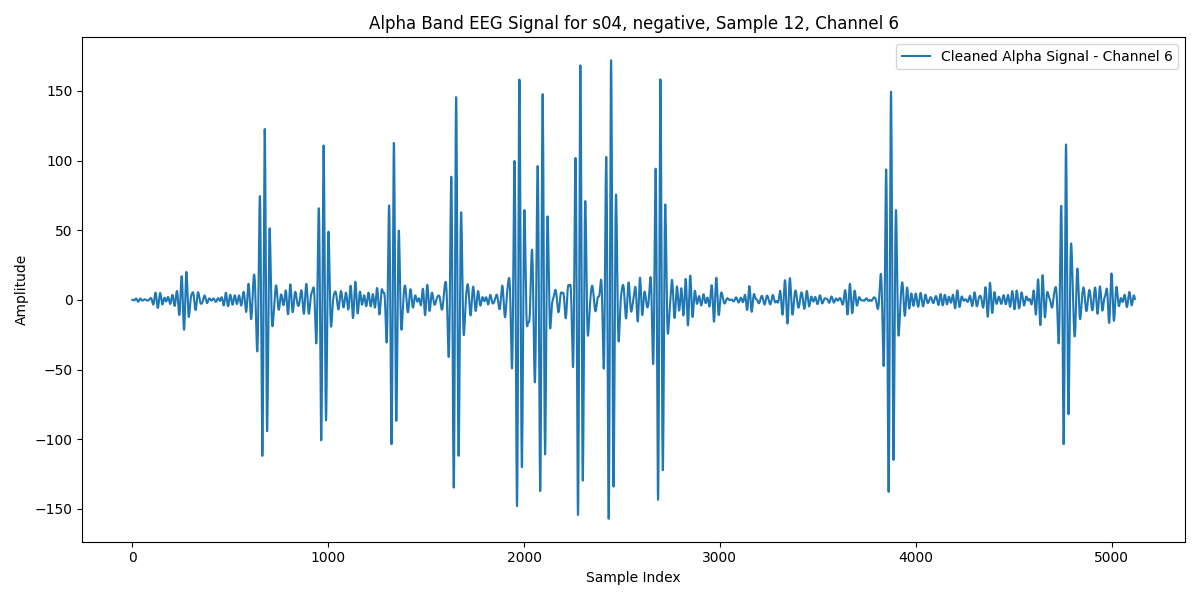 Alpha Band EEG Signal for s04, negative, Sample 12, Channel 6
Cleaned Alpha Signal - Channel 6
Amplitude
150
100
50
0
−50
−100
−150
0 1000 2000 3000 4000 5000
Sample Index